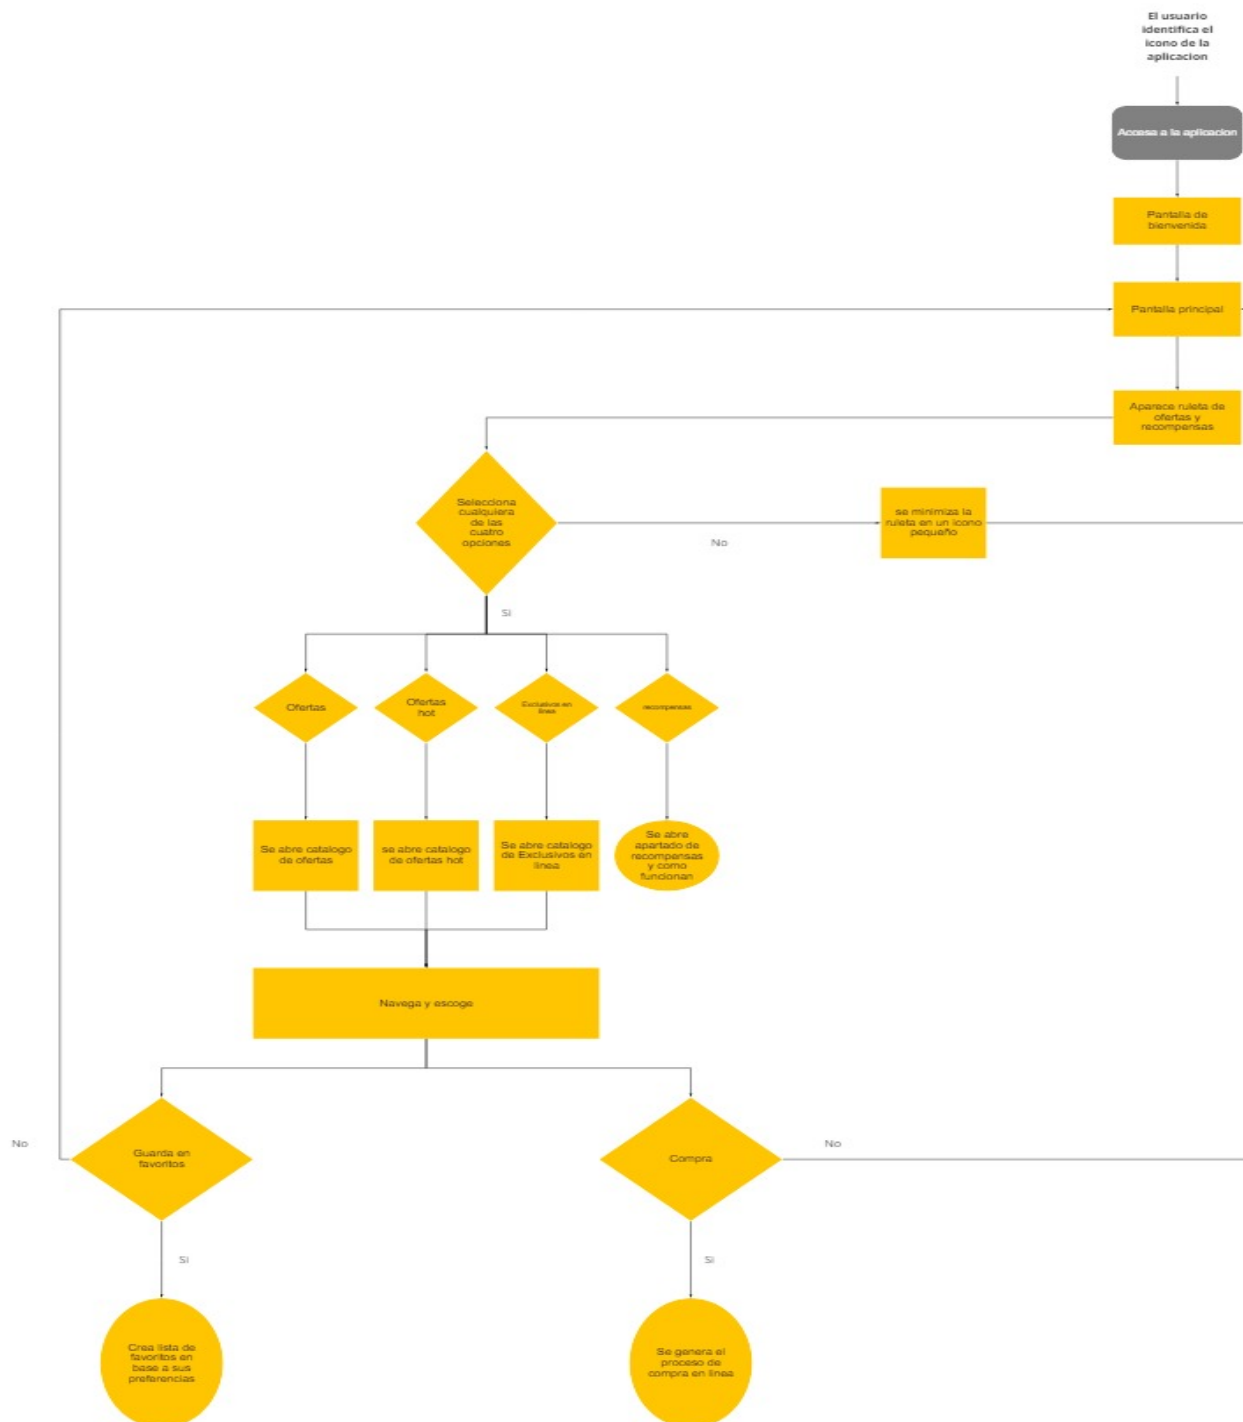 El usuario
identifica el
icono de la
aplicacion
Accesa a la aplicacion
Pantalla de
bienvenida
Pantalla principal
Aparece ruleta de
ofertas y
recompensas
Selecciona
cualquiera
de las
cuatro
opciones
No
se minimiza la
ruleta en un icono
pequeño
Si
Ofertas
Ofertas
hot
Exclusivos en
línea
recompensas
Se abre catalogo
de ofertas
se abre catalogo
de ofertas hot
Se abre catalogo
de Exclusivos en
línea
Se abre
apartado de
recompensas
y como
funcionan
Navega y escoge
No
Guarda en
favoritos
Compra
No
Si
Si
Crea lista de
favoritos en
base a sus
preferencias
Se genera el
proceso de
compra en línea